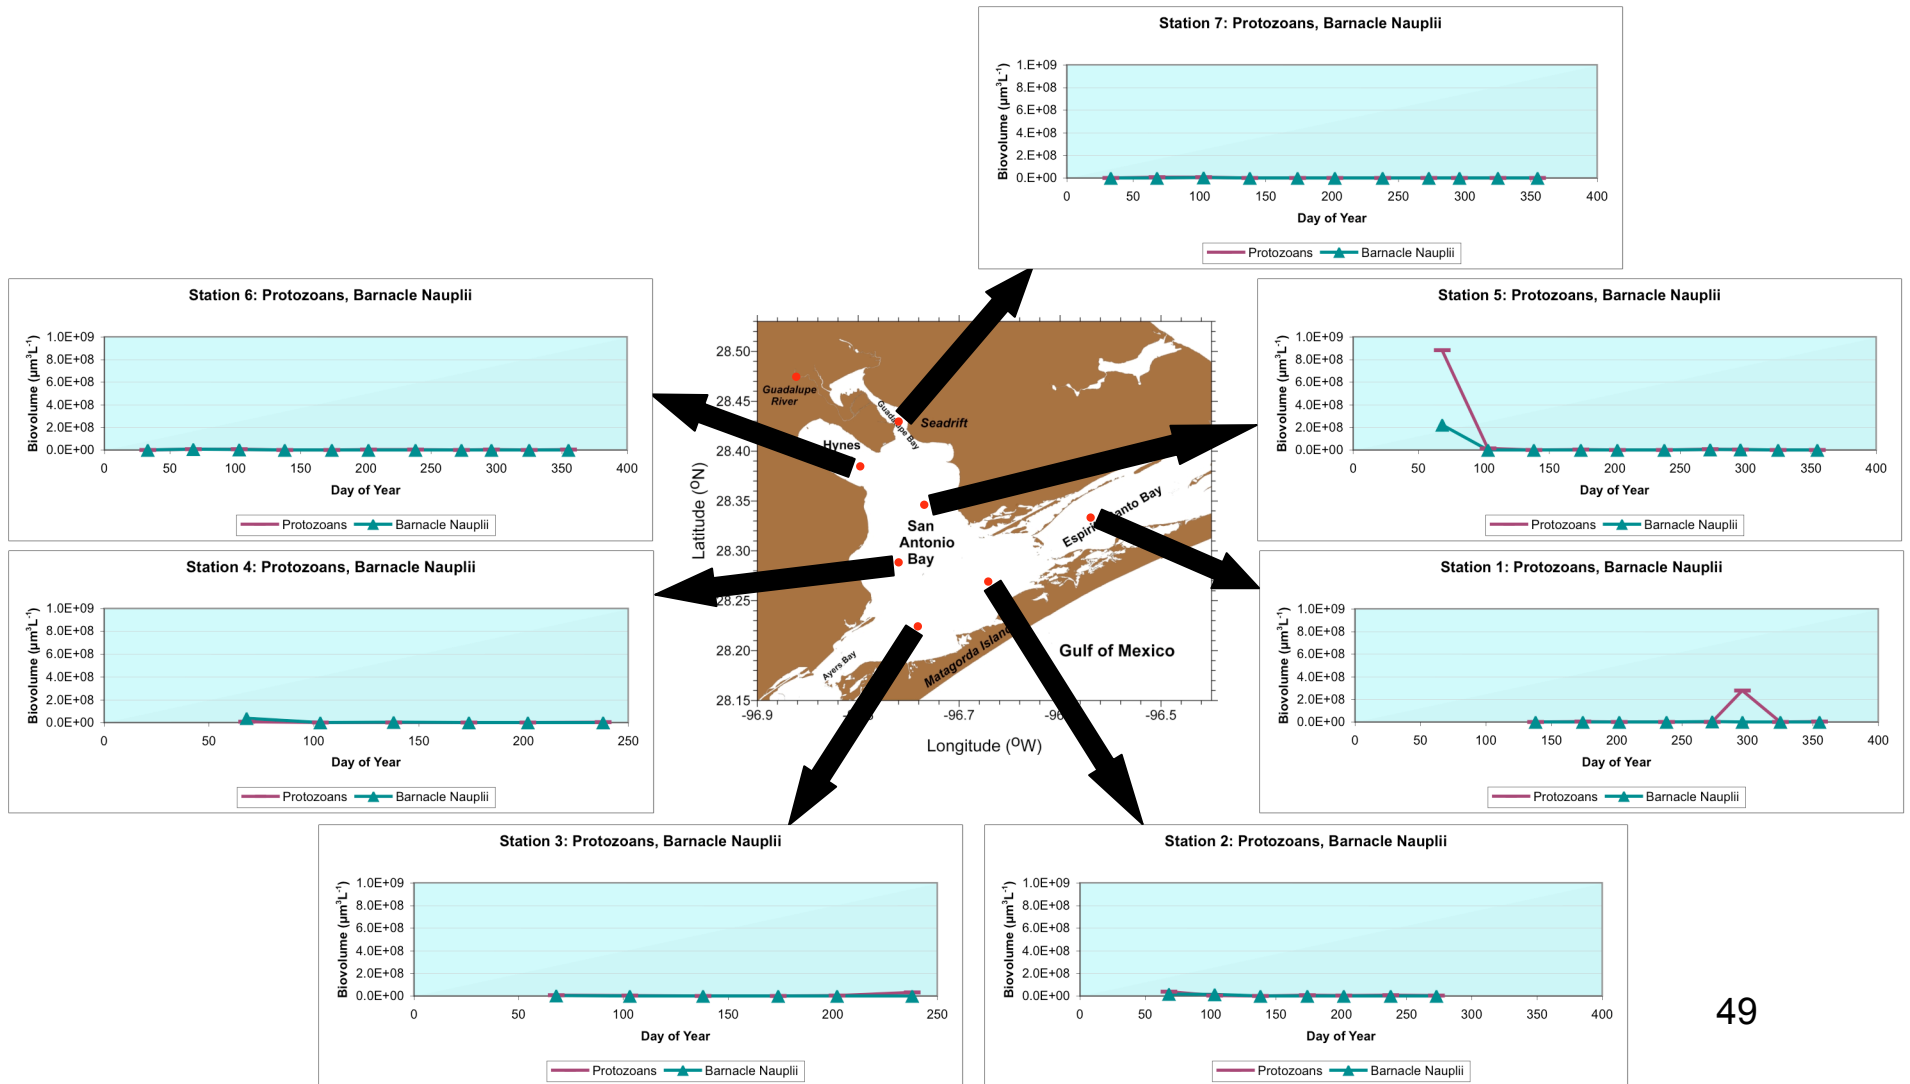 Station 7: Protozoans, Barnacle Nauplii
Biovolume (µm³L⁻¹)
1.E+09
8.E+08
6.E+08
4.E+08
2.E+08
0.E+00
0 50 100 150 200 250 300 350 400
Day of Year
Protozoans Barnacle Nauplii
Station 6: Protozoans, Barnacle Nauplii
Biovolume (µm³L⁻¹)
1.0E+09
8.0E+08
6.0E+08
4.0E+08
2.0E+08
0.0E+00
0 50 100 150 200 250 300 350 400
Day of Year
Protozoans Barnacle Nauplii
Station 5: Protozoans, Barnacle Nauplii
Biovolume (µm³L⁻¹)
1.0E+09
8.0E+08
6.0E+08
4.0E+08
2.0E+08
0.0E+00
0 50 100 150 200 250 300 350 400
Day of Year
Protozoans Barnacle Nauplii
Latitude (ºN)
28.50
28.45
28.40
28.35
28.30
28.25
28.20
28.15
Guadalupe
River
Guadalupe Bay
Seadrift
Hynes
San
Antonio
Bay
Espiritu Santo Bay
Ayers Bay
Matagorda Island
Gulf of Mexico
-96.9 -96.7 -96.5
Longitude (ºW)
Station 4: Protozoans, Barnacle Nauplii
Biovolume (µm³L⁻¹)
1.0E+09
8.0E+08
6.0E+08
4.0E+08
2.0E+08
0.0E+00
0 50 100 150 200 250
Day of Year
Protozoans Barnacle Nauplii
Station 1: Protozoans, Barnacle Nauplii
Biovolume (µm³L⁻¹)
1.0E+09
8.0E+08
6.0E+08
4.0E+08
2.0E+08
0.0E+00
0 50 100 150 200 250 300 350 400
Day of Year
Protozoans Barnacle Nauplii
Station 3: Protozoans, Barnacle Nauplii
Biovolume (µm³L⁻¹)
1.0E+09
8.0E+08
6.0E+08
4.0E+08
2.0E+08
0.0E+00
0 50 100 150 200 250
Day of Year
Protozoans Barnacle Nauplii
Station 2: Protozoans, Barnacle Nauplii
Biovolume (µm³L⁻¹)
1.0E+09
8.0E+08
6.0E+08
4.0E+08
2.0E+08
0.0E+00
0 50 100 150 200 250 300 350 400
Day of Year
Protozoans Barnacle Nauplii
49